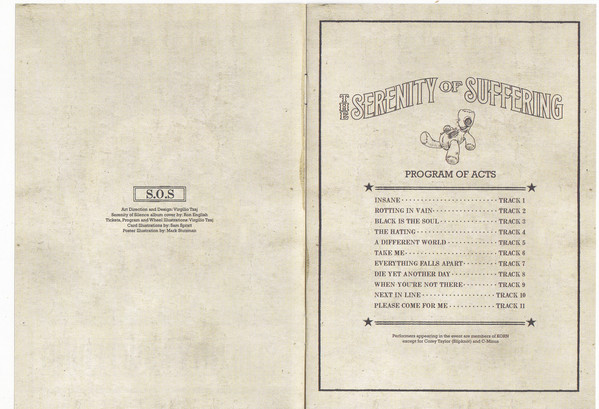 S.O.S
Art Direction and Design: Virgilio Tzaj
Serenity of Silence album cover by: Ron English
Tickets, Program and Wheel Illustrations: Virgilio Tzaj
Card Illustrations by: Sam Spratt
Poster Illustration by: Mark
THE SERENITY OF SUFFERING
PROGRAM OF ACTS
INSANE TRACK 1
ROTTING IN VAIN TRACK 2
BLACK IS THE SOUL TRACK 3
THE HATING TRACK 4
A DIFFERENT WORLD TRACK 5
TAKE ME TRACK 6
EVERYTHING FALLS APART TRACK 7
DIE YET ANOTHER DAY TRACK 8
WHEN YOU'RE NOT THERE TRACK 9
NEXT IN LINE TRACK 10
PLEASE COME FOR ME TRACK 11
Performers appearing in the event are members of KORN
except for Corey Taylor (Slipknot) and C-Minus